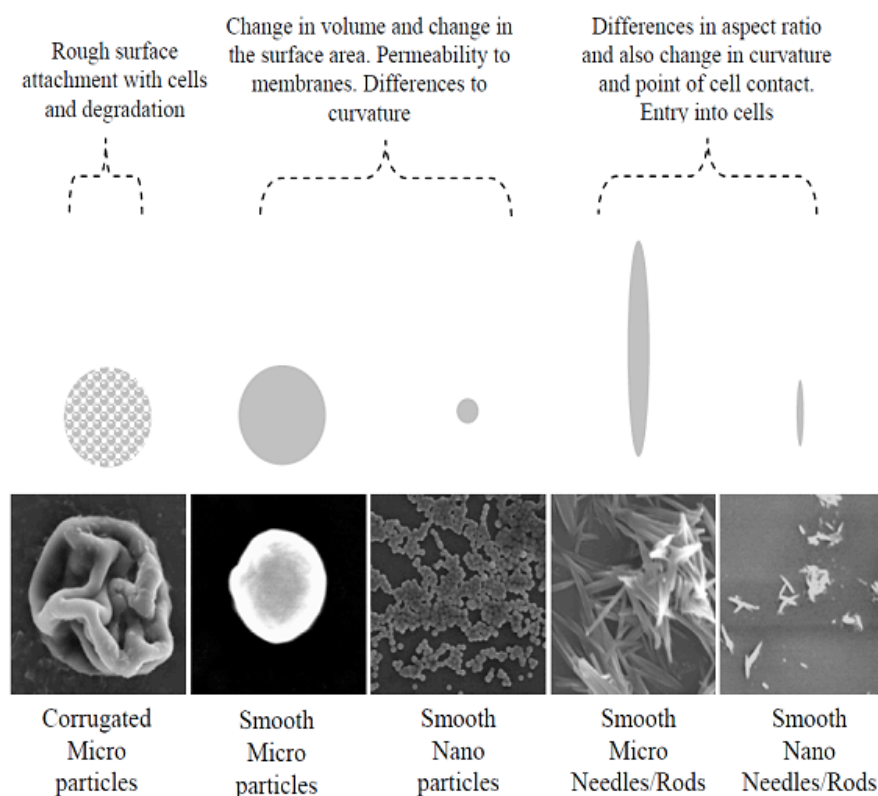 Rough surface
attachment with cells
and degradation
Change in volume and change in
the surface area. Permeability to
membranes. Differences to
curvature
Differences in aspect ratio
and also change in curvature
and point of cell contact.
Entry into cells
Corrugated
Micro
particles
Smooth
Micro
particles
Smooth
Nano
particles
Smooth
Micro
Needles/Rods
Smooth
Nano
Needles/Rods